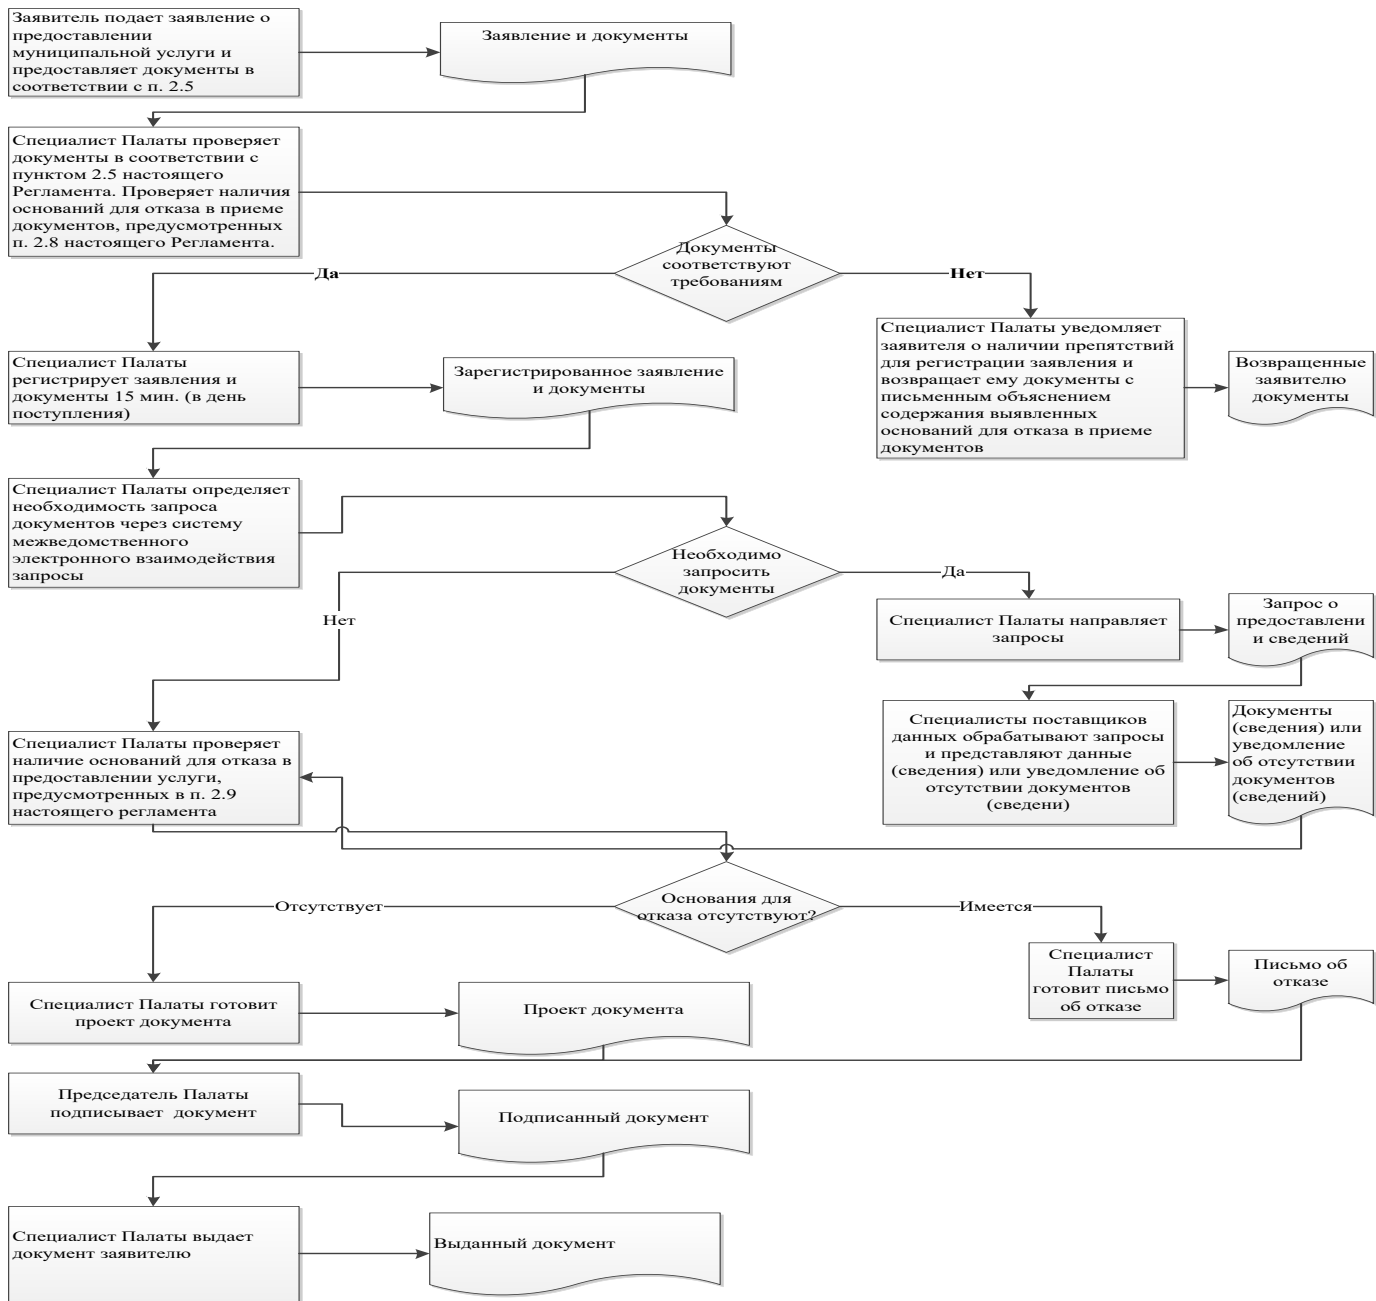 Заявитель подает заявление о
предоставлении
муниципальной услуги и
предоставляет документы в
соответствии с п. 2.5
Заявление и документы
Специалист Палаты проверяет
документы в соответствии с
пунктом 2.5 настоящего
Регламента. Проверяет наличия
оснований для отказа в приеме
документов, предусмотренных
п. 2.8 настоящего Регламента.
Документы
соответствуют
требованиям
Да
Нет
Специалист Палаты
регистрирует заявления и
документы 15 мин. (в день
поступления)
Зарегистрированное заявление
и документы
Специалист Палаты уведомляет
заявителя о наличии препятствий
для регистрации заявления и
возвращает ему документы с
письменным объяснением
содержания выявленных
оснований для отказа в приеме
документов
Возвращенные
заявителю
документы
Специалист Палаты определяет
необходимость запроса
документов через систему
межведомственного
электронного взаимодействия
запросы
Необходимо
запросить
документы
Да
Нет
Специалист Палаты направляет
запросы
Запрос о
предоставлени
и сведений
Специалисты поставщиков
данных обрабатывают запросы
и представляют данные
(сведения) или уведомление об
отсутствии документов
(сведени)
Документы
(сведения) или
уведомление
об отсутствии
документов
(сведений)
Специалист Палаты проверяет
наличие оснований для отказа в
предоставлении услуги,
предусмотренных в п. 2.9
настоящего регламента
Основания для
отказа отсутствуют?
Отсутствует
Имеется
Специалист
Палаты
готовит письмо
об отказе
Письмо об
отказе
Специалист Палаты готовит
проект документа
Проект документа
Председатель Палаты
подписывает документ
Подписанный документ
Специалист Палаты выдает
документ заявителю
Выданный документ